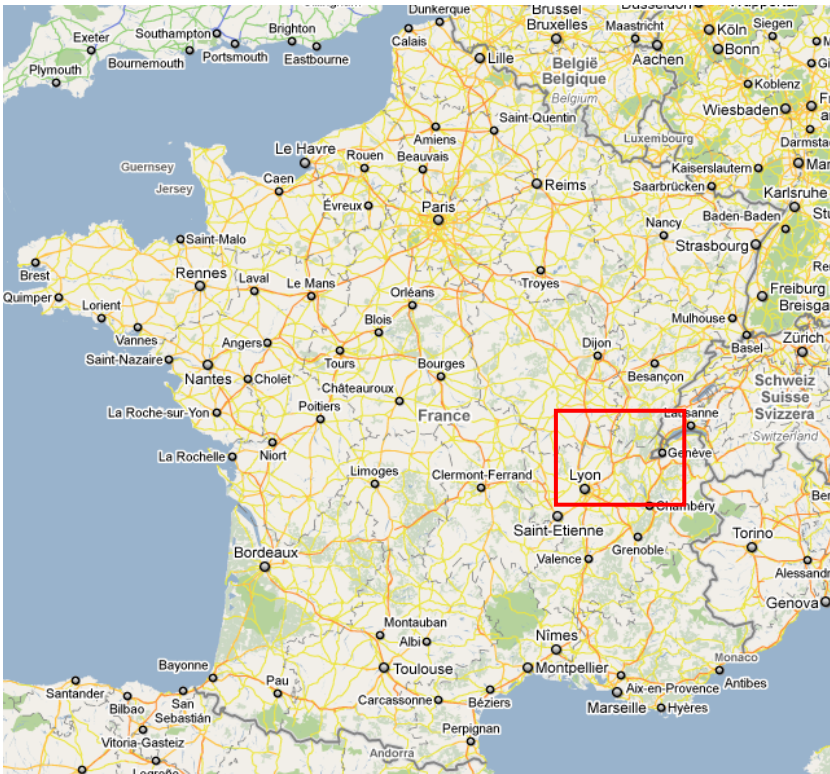 Dunkerque
Brussel
Bruxelles
Düsseldorf
Wuppertal
Exeter
Southampton
Brighton
Calais
Maastricht
Köln
Siegen
Bournemouth
Portsmouth
Eastbourne
Lille
Aachen
Bonn
Plymouth
België
Belgique
Belgium
Koblenz
Wiesbaden
Saint-Quentin
Amiens
Luxembourg
Darmsta
Le Havre
Rouen
Beauvais
Kaiserslautern
Guernsey
Jersey
Caen
Reims
Saarbrücken
Karlsruhe
Évreux
Paris
Baden-Baden
Nancy
Saint-Malo
Strasbourg
Brest
Rennes
Laval
Le Mans
Troyes
Quimper
Lorient
Orléans
Freiburg
Breisga
Vannes
Blois
Mulhouse
Angers
Dijon
Basel
Zürich
Saint-Nazaire
Tours
Bourges
Besançon
Nantes
Cholet
Châteauroux
Schweiz
Suisse
Svizzera
Switzerland
La Roche-sur-Yon
Poitiers
France
Lausanne
La Rochelle
Niort
Genève
Limoges
Clermont-Ferrand
Lyon
Chambéry
Saint-Etienne
Torino
Bordeaux
Valence
Grenoble
Alessandr
Genova
Montauban
Albi
Nîmes
Monaco
Bayonne
Pau
Toulouse
Montpellier
Aix-en-Provence
Antibes
Santander
Bilbao
San
Sebastián
Carcassonne
Béziers
Marseille
Hyères
Vitoria-Gasteiz
Perpignan
Andorra
Logroño